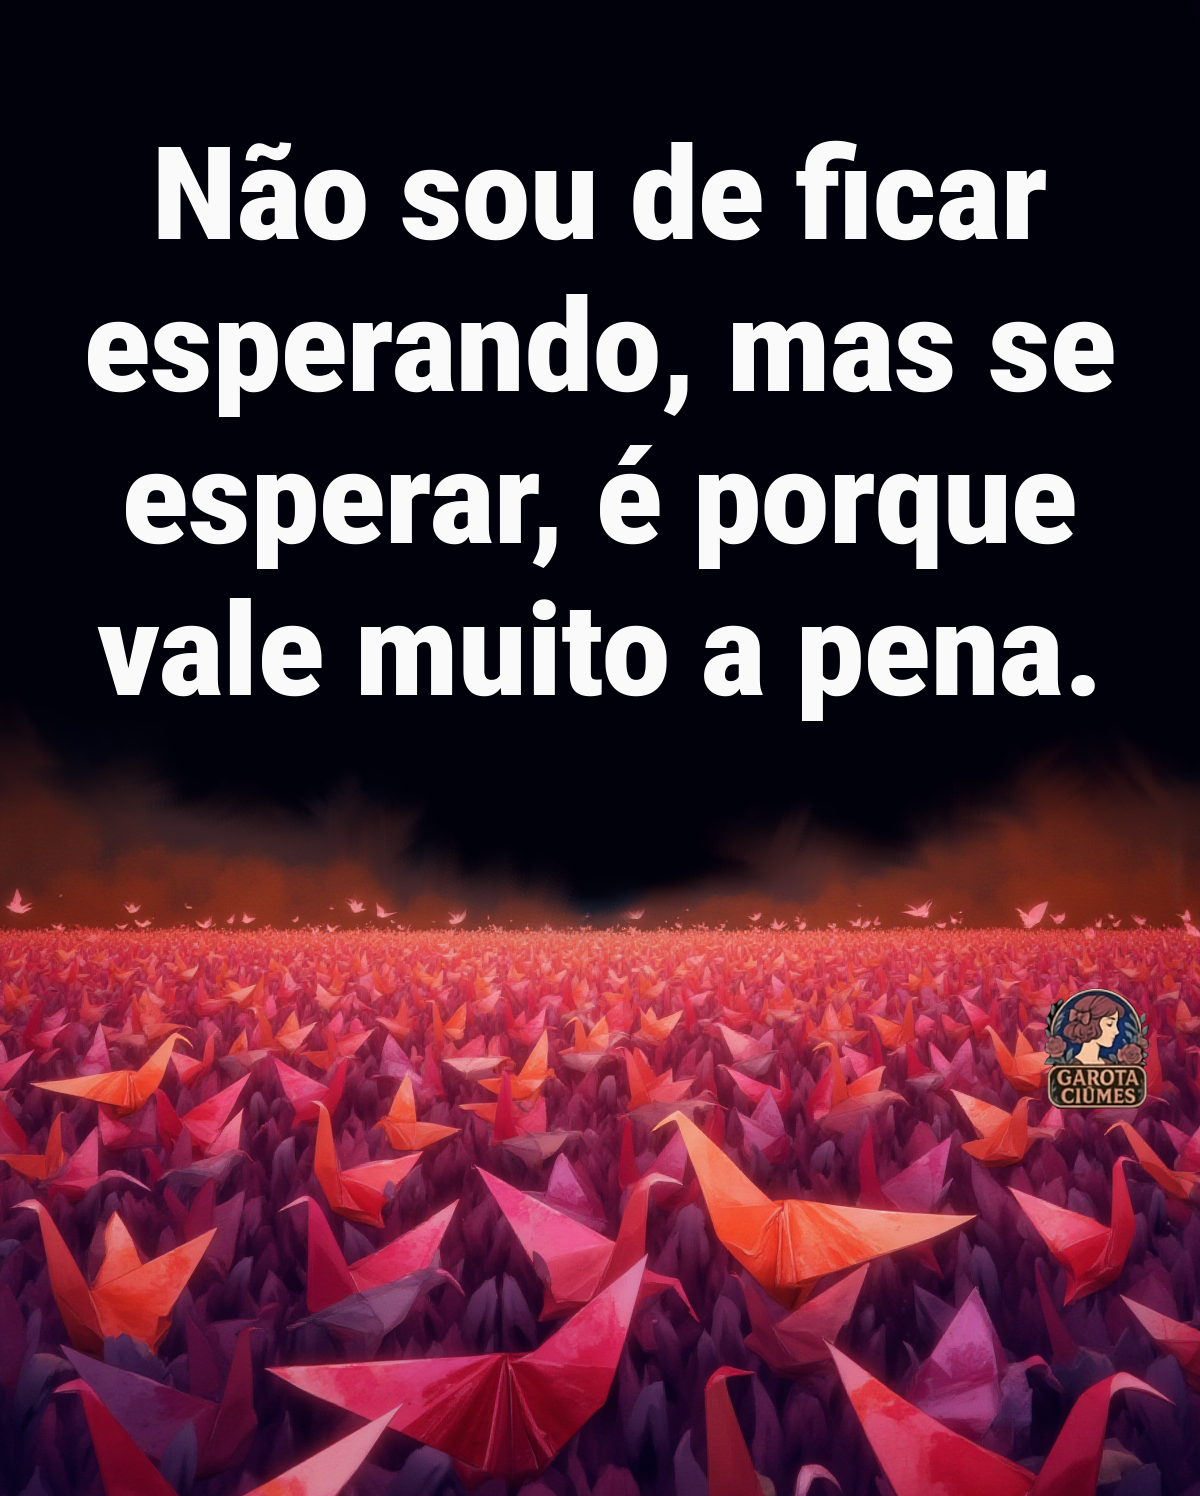 Não sou de ficar
esperando, mas se
esperar, é porque
vale muito a pena.
GAROTA
CIÚMES